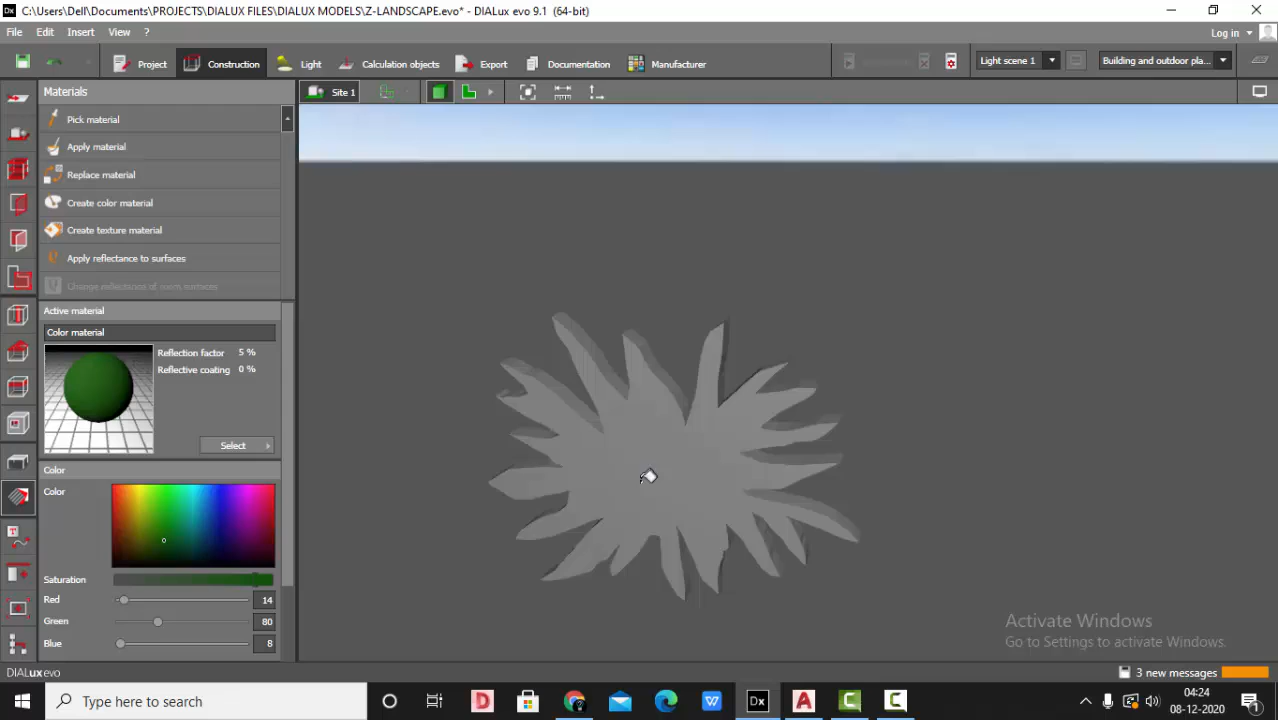 C:\Users\Dell\Documents\PROJECTS\DIALUX FILES\DIALUX MODELS\Z-LANDSCAPE.evo* - DIALux evo 9.1 (64-bit)
File Edit Insert View ?
Log in
Project Construction Light Calculation objects Export Documentation Manufacturer
Light scene 1 Building and outdoor pla...
Materials
Site 1
Pick material
Apply material
Replace material
Create color material
Create texture material
Apply reflectance to surfaces
Change reflections of room surfaces
Active material
Color material
Reflection factor 5 %
Reflective coating 0 %
Select
Color
Color
Saturation
Red 14
Green 80
Blue 8
Activate Windows
Go to Settings to activate Windows.
DIALux evo
3 new messages
Type here to search
04:24
08-12-2020